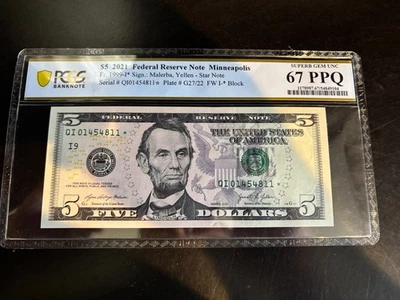 PCGS
BANKNOTE
$5 2021 Federal Reserve Note Minneapolis
Fr. 1999-I* Sign.: Malerba, Yellen - Star Note
Serial # QI01454811* Plate # G27/22 FW I-* Block
SUPERB GEM UNC
67 PPQ
FEDERAL RESERVE NOTE
THE UNITED STATES
OF AMERICA
QI01454811*
I9
QI01454811*
5
FIVE
DOLLARS
5